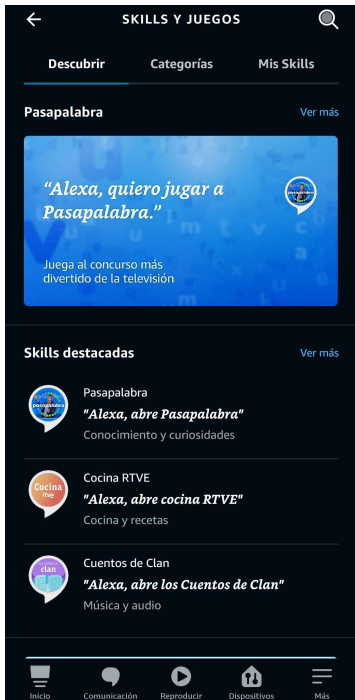 SKILLS Y JUEGOS
Descubrir Categorías Mis Skills
Pasapalabra Ver más
“Alexa, quiero jugar a
Pasapalabra.”
pasapalabra
Juega al concurso más
divertido de la televisión
Skills destacadas Ver más
pasapalabra
Pasapalabra
"Alexa, abre Pasapalabra"
Conocimiento y curiosidades
Cocina
rtve
Cocina RTVE
"Alexa, abre cocina RTVE"
Cocina y recetas
clan
Cuentos de Clan
"Alexa, abre los Cuentos de Clan"
Música y audio
Inicio Comunicación Reproducir Dispositivos Más